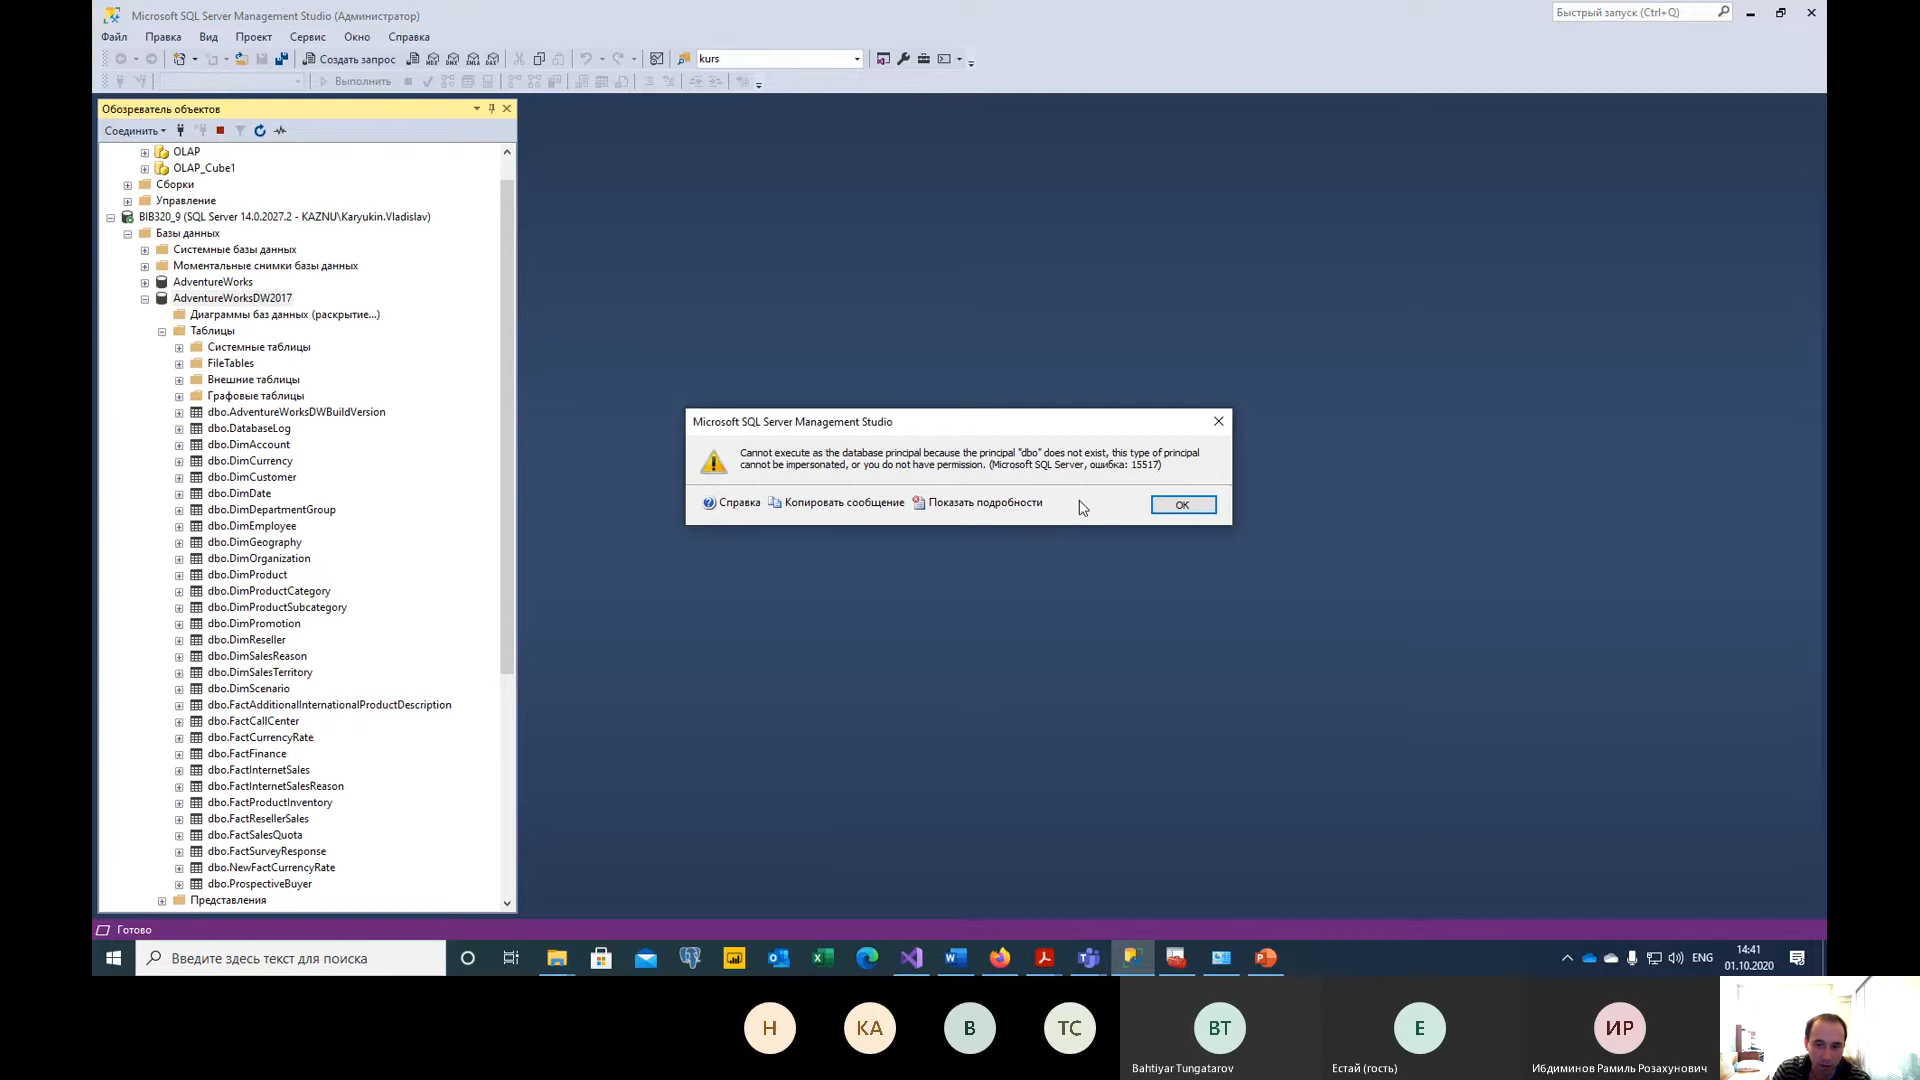 Microsoft SQL Server Management Studio (Администратор)
Быстрый запуск (Ctrl+Q)
Файл Правка Вид Проект Сервис Окно Справка
Создать запрос
kurs
Выполнить
Обозреватель объектов
Соединить
OLAP
OLAP_Cube1
Сборки
Управление
BIB320_9 (SQL Server 14.0.2027.2 - KAZNU\Karyukin.Vladislav)
Базы данных
Системные базы данных
Моментальные снимки базы данных
AdventureWorks
AdventureWorksDW2017
Диаграммы баз данных (раскрытие...)
Таблицы
Системные таблицы
FileTables
Внешние таблицы
Графовые таблицы
dbo.AdventureWorksDWBuildVersion
dbo.DatabaseLog
dbo.DimAccount
dbo.DimCurrency
dbo.DimCustomer
dbo.DimDate
dbo.DimDepartmentGroup
dbo.DimEmployee
dbo.DimGeography
dbo.DimOrganization
dbo.DimProduct
dbo.DimProductCategory
dbo.DimProductSubcategory
dbo.DimPromotion
dbo.DimReseller
dbo.DimSalesReason
dbo.DimSalesTerritory
dbo.DimScenario
dbo.FactAdditionalInternationalProductDescription
dbo.FactCallCenter
dbo.FactCurrencyRate
dbo.FactFinance
dbo.FactInternetSales
dbo.FactInternetSalesReason
dbo.FactProductInventory
dbo.FactResellerSales
dbo.FactSalesQuota
dbo.FactSurveyResponse
dbo.NewFactCurrencyRate
dbo.ProspectiveBuyer
Представления
Microsoft SQL Server Management Studio
Cannot execute as the database principal because the principal "dbo" does not exist, this type of principal
cannot be impersonated, or you do not have permission. (Microsoft SQL Server, ошибка: 15517)
Справка Копировать сообщение Показать подробности OK
Готово
Введите здесь текст для поиска
ENG
14:41
01.10.2020
Н КА В ТС ВТ Е ИР
Bahtiyar Tungatarov
Естай (гость)
Ибдиминов Рамиль Розахунович